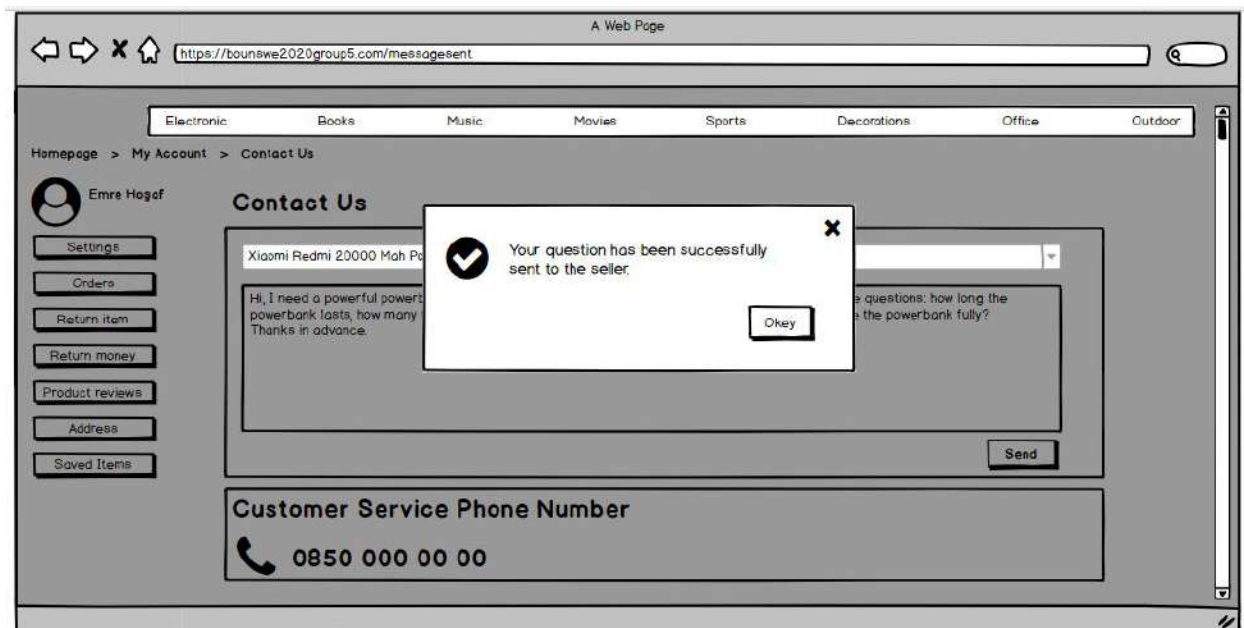 A Web Page
https://bounswe2020group5.com/messagesent
Electronic Books Music Movies Sports Decorations Office Outdoor
Homepage > My Account > Contact Us
Emre Hoşaf
Contact Us
Settings
Orders
Return item
Return money
Product reviews
Address
Saved Items
Xiaomi Redmi 20000 Mah
Hi, I need a powerful questions: how long the
powerbank lasts, how many the powerbank fully?
Thanks in advance.
Your question has been successfully
sent to the seller.
Okey
Send
Customer Service Phone Number
0850 000 00 00